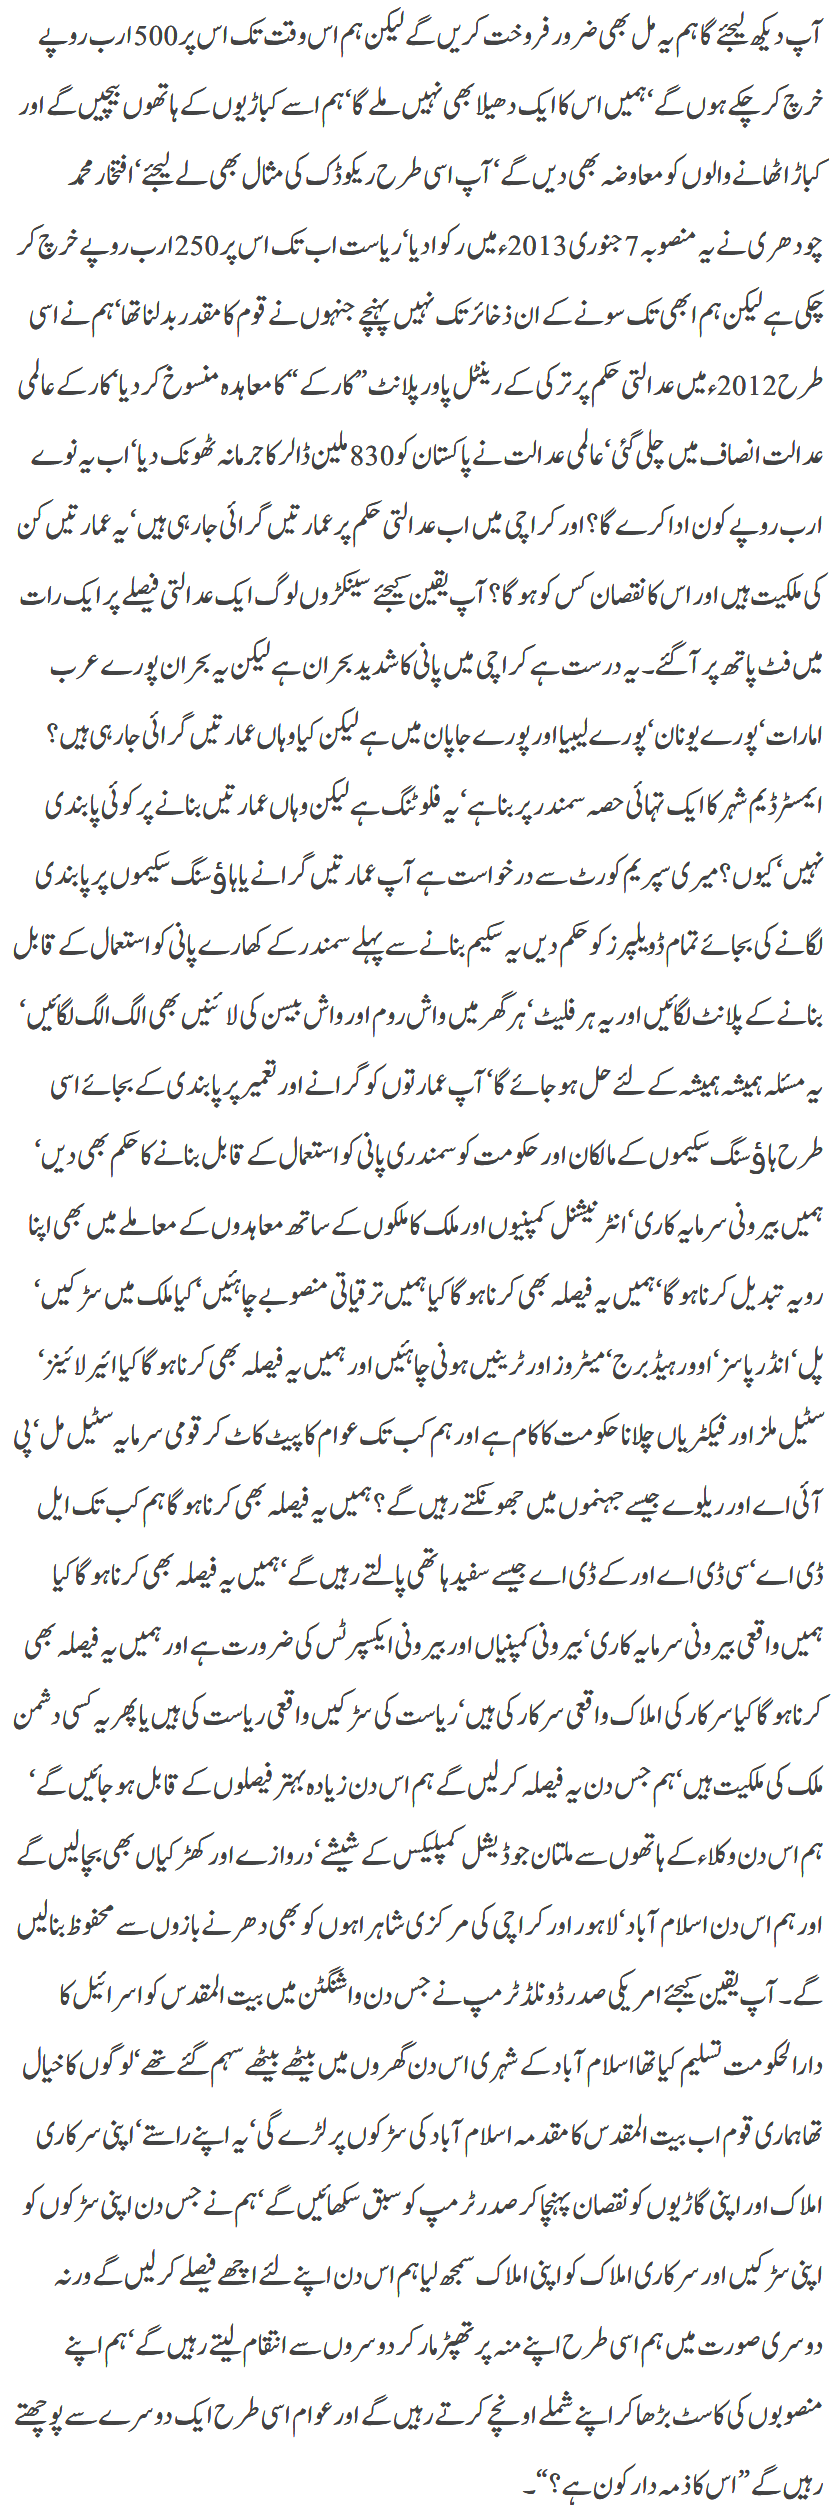 آپ دیکھ لیجئے گا ہم یہ مل بھی ضرور فروخت کریں گے لیکن ہم اس وقت تک اس پر 500 ارب روپے
خرچ کر چکے ہوں گے‘ ہمیں اس کا ایک دھیلا بھی نہیں ملے گا‘ ہم اسے کباڑیوں کے ہاتھوں بیچیں گے اور
کباڑ اٹھانے والوں کو معاوضہ بھی دیں گے‘ آپ اسی طرح ریکوڈک کی مثال بھی لے لیجئے‘ افتخار محمد
چودھری نے یہ منصوبہ 7 جنوری 2013ء میں رکوا دیا‘ ریاست اب تک اس پر 250 ارب روپے خرچ کر
چکی ہے لیکن ہم ابھی تک سونے کے ان ذخائر تک نہیں پہنچے جنہوں نے قوم کا مقدر بدلنا تھا‘ ہم نے اسی
طرح 2012ء میں عدالتی حکم پر ترکی کے رینٹل پاور پلانٹ ”کارکے“ کا معاہدہ منسوخ کر دیا‘ کارکے عالمی
عدالت انصاف میں چلی گئی‘ عالمی عدالت نے پاکستان کو 830 ملین ڈالر کا جرمانہ ٹھونک دیا‘ اب یہ نوے
ارب روپے کون ادا کرے گا؟ اور کراچی میں اب عدالتی حکم پر عمارتیں گرائی جا رہی ہیں‘ یہ عمارتیں کن
کی ملکیت ہیں اور اس کا نقصان کس کو ہو گا؟ آپ یقین کیجئے سینکڑوں لوگ ایک عدالتی فیصلے پر ایک رات
میں فٹ پاتھ پر آ گئے۔ یہ درست ہے کراچی میں پانی کا شدید بحران ہے لیکن یہ بحران پورے عرب
امارات‘ پورے یونان‘ پورے لیبیا اور پورے جاپان میں ہے لیکن کیا وہاں عمارتیں گرائی جا رہی ہیں؟
ایمسٹرڈیم شہر کا ایک تہائی حصہ سمندر پر بنا ہے‘ یہ فلوٹنگ ہے لیکن وہاں عمارتیں بنانے پر کوئی پابندی
نہیں‘ کیوں؟ میری سپریم کورٹ سے درخواست ہے آپ عمارتیں گرانے یا ہاﺅسنگ سکیموں پر پابندی
لگانے کی بجائے تمام ڈویلپرز کو حکم دیں یہ سکیم بنانے سے پہلے سمندر کے کھارے پانی کو استعمال کے قابل
بنانے کے پلانٹ لگائیں اور یہ ہر فلیٹ‘ ہر گھر میں واش روم اور واش بیسن کی لائنیں بھی الگ الگ لگائیں‘
یہ مسئلہ ہمیشہ ہمیشہ کے لئے حل ہو جائے گا‘ آپ عمارتوں کو گرانے اور تعمیر پر پابندی کے بجائے اسی
طرح ہاﺅسنگ سکیموں کے مالکان اور حکومت کو سمندری پانی کو استعمال کے قابل بنانے کا حکم بھی دیں‘
ہمیں بیرونی سرمایہ کاری‘ انٹرنیشنل کمپنیوں اور ملک کا ملکوں کے ساتھ معاہدوں کے معاملے میں بھی اپنا
رویہ تبدیل کرنا ہو گا‘ ہمیں یہ فیصلہ بھی کرنا ہو گا کیا ہمیں ترقیاتی منصوبے چاہئیں‘ کیا ملک میں سڑکیں‘
پل‘ انڈر پاسز‘ اوور ہیڈ برج‘ میٹروز اور ٹرینیں ہونی چاہئیں اور ہمیں یہ فیصلہ بھی کرنا ہو گا کیا ائیر لائینز‘
سٹیل ملز اور فیکٹریاں چلانا حکومت کا کام ہے اور ہم کب تک عوام کا پیٹ کاٹ کر قومی سرمایہ سٹیل مل‘ پی
آئی اے اور ریلوے جیسے جہنموں میں جھونکتے رہیں گے؟ ہمیں یہ فیصلہ بھی کرنا ہو گا ہم کب تک ایل
ڈی اے‘ سی ڈی اے اور کے ڈی اے جیسے سفید ہاتھی پالتے رہیں گے‘ ہمیں یہ فیصلہ بھی کرنا ہو گا کیا
ہمیں واقعی بیرونی سرمایہ کاری‘ بیرونی کمپنیاں اور بیرونی ایکسپرٹس کی ضرورت ہے اور ہمیں یہ فیصلہ بھی
کرنا ہو گا کیا سرکار کی املاک واقعی سرکار کی ہیں‘ ریاست کی سڑکیں واقعی ریاست کی ہیں یا پھر یہ کسی دشمن
ملک کی ملکیت ہیں‘ ہم جس دن یہ فیصلہ کر لیں گے ہم اس دن زیادہ بہتر فیصلوں کے قابل ہو جائیں گے‘
ہم اس دن وکلاء کے ہاتھوں سے ملتان جوڈیشل کمپلیکس کے شیشے‘ دروازے اور کھڑکیاں بھی بچا لیں گے
اور ہم اس دن اسلام آباد‘ لاہور اور کراچی کی مرکزی شاہراہوں کو بھی دھرنے بازوں سے محفوظ بنا لیں
گے۔ آپ یقین کیجئے امریکی صدر ڈونلڈ ٹرمپ نے جس دن واشنگٹن میں بیت المقدس کو اسرائیل کا
دارالحکومت تسلیم کیا تھا اسلام آباد کے شہری اس دن گھروں میں بیٹھے بیٹھے سہم گئے تھے‘ لوگوں کا خیال
تھا ہماری قوم اب بیت المقدس کا مقدمہ اسلام آباد کی سڑکوں پر لڑے گی‘ یہ اپنے راستے‘ اپنی سرکاری
املاک اور اپنی گاڑیوں کو نقصان پہنچا کر صدر ٹرمپ کو سبق سکھائیں گے‘ ہم نے جس دن اپنی سڑکوں کو
اپنی سڑکیں اور سرکاری املاک کو اپنی املاک سمجھ لیا ہم اس دن اپنے لئے اچھے فیصلے کر لیں گے ورنہ
دوسری صورت میں ہم اسی طرح اپنے منہ پر تھپڑ مار کر دوسروں سے انتقام لیتے رہیں گے‘ ہم اپنے
منصوبوں کی کاسٹ بڑھا کر اپنے شملے اونچے کرتے رہیں گے اور عوام اسی طرح ایک دوسرے سے پوچھتے
رہیں گے ”اس کا ذمہ دار کون ہے؟“۔